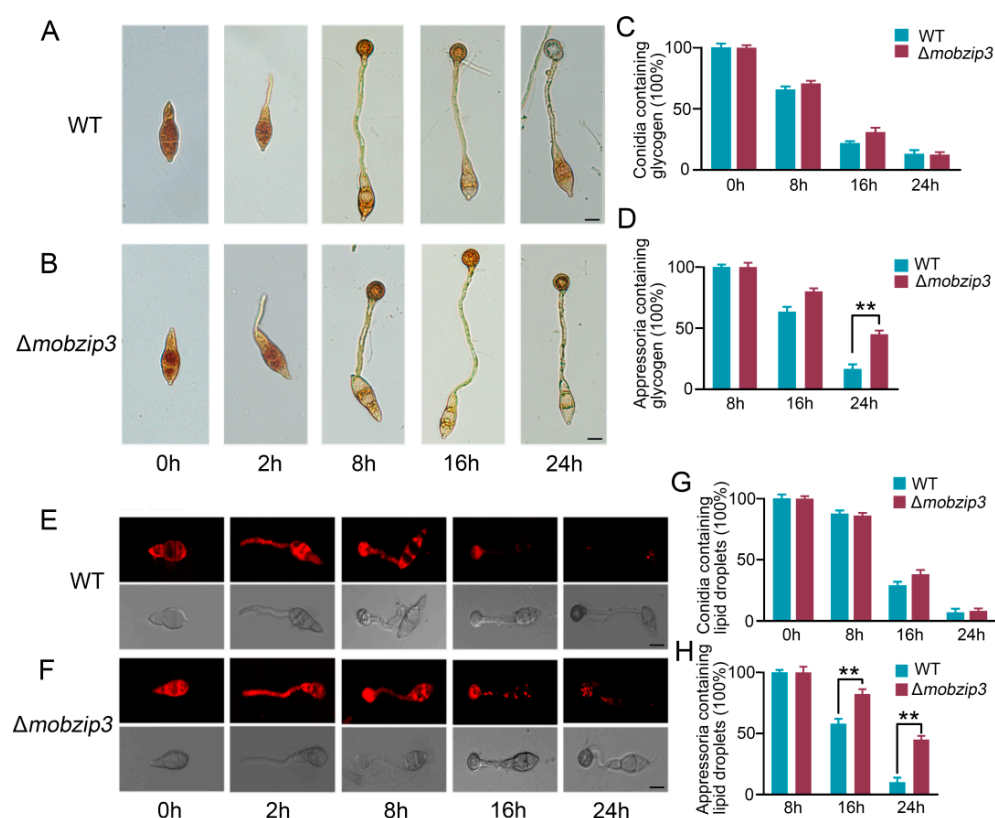 A
WT
B
Δmobzip3
0h 2h 8h 16h 24h
C
WT
Δmobzip3
Conidia containing
glycogen (100%)
100
50
0
0h 8h 16h 24h
D
WT
Δmobzip3
Appressoria containing
glycogen (100%)
100
50
0
**
8h 16h 24h
E
WT
F
Δmobzip3
0h 2h 8h 16h 24h
G
WT
Δmobzip3
Conidia containing
lipid droplets (100%)
100
50
0
0h 8h 16h 24h
H
WT
Δmobzip3
Appressoria containing
lipid droplets (100%)
100
50
0
**
**
8h 16h 24h